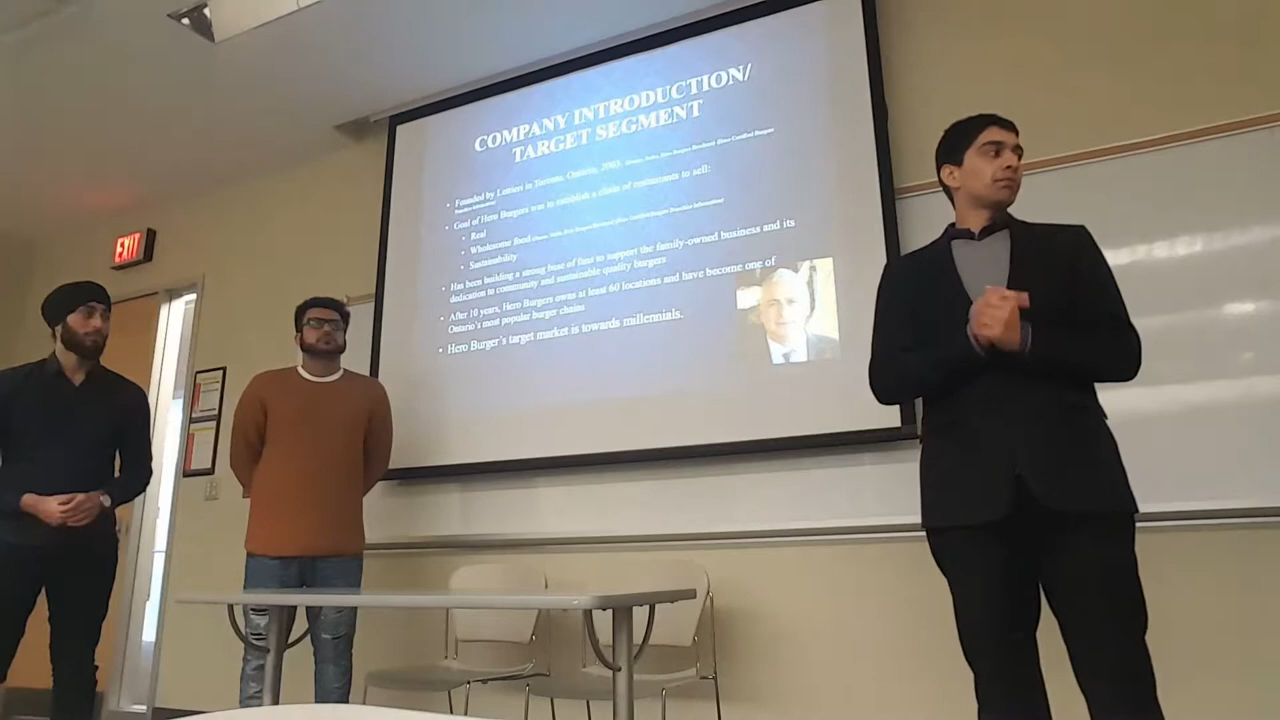 COMPANY INTRODUCTION/
TARGET SEGMENT
• Founded by Lettieri in Toronto, Ontario, 2003.
• Goal of Hero Burgers was to establish a chain of restaurants to sell:
• Real
• Wholesome food
• Sustainability
• Has been building a strong base of fans to support the family-owned business and its
dedication to community and sustainable quality burgers
• After 10 years, Hero Burgers owns at least 60 locations and have become one of
Ontario's most popular burger chains
• Hero Burger's target market is towards millennials.
EXIT